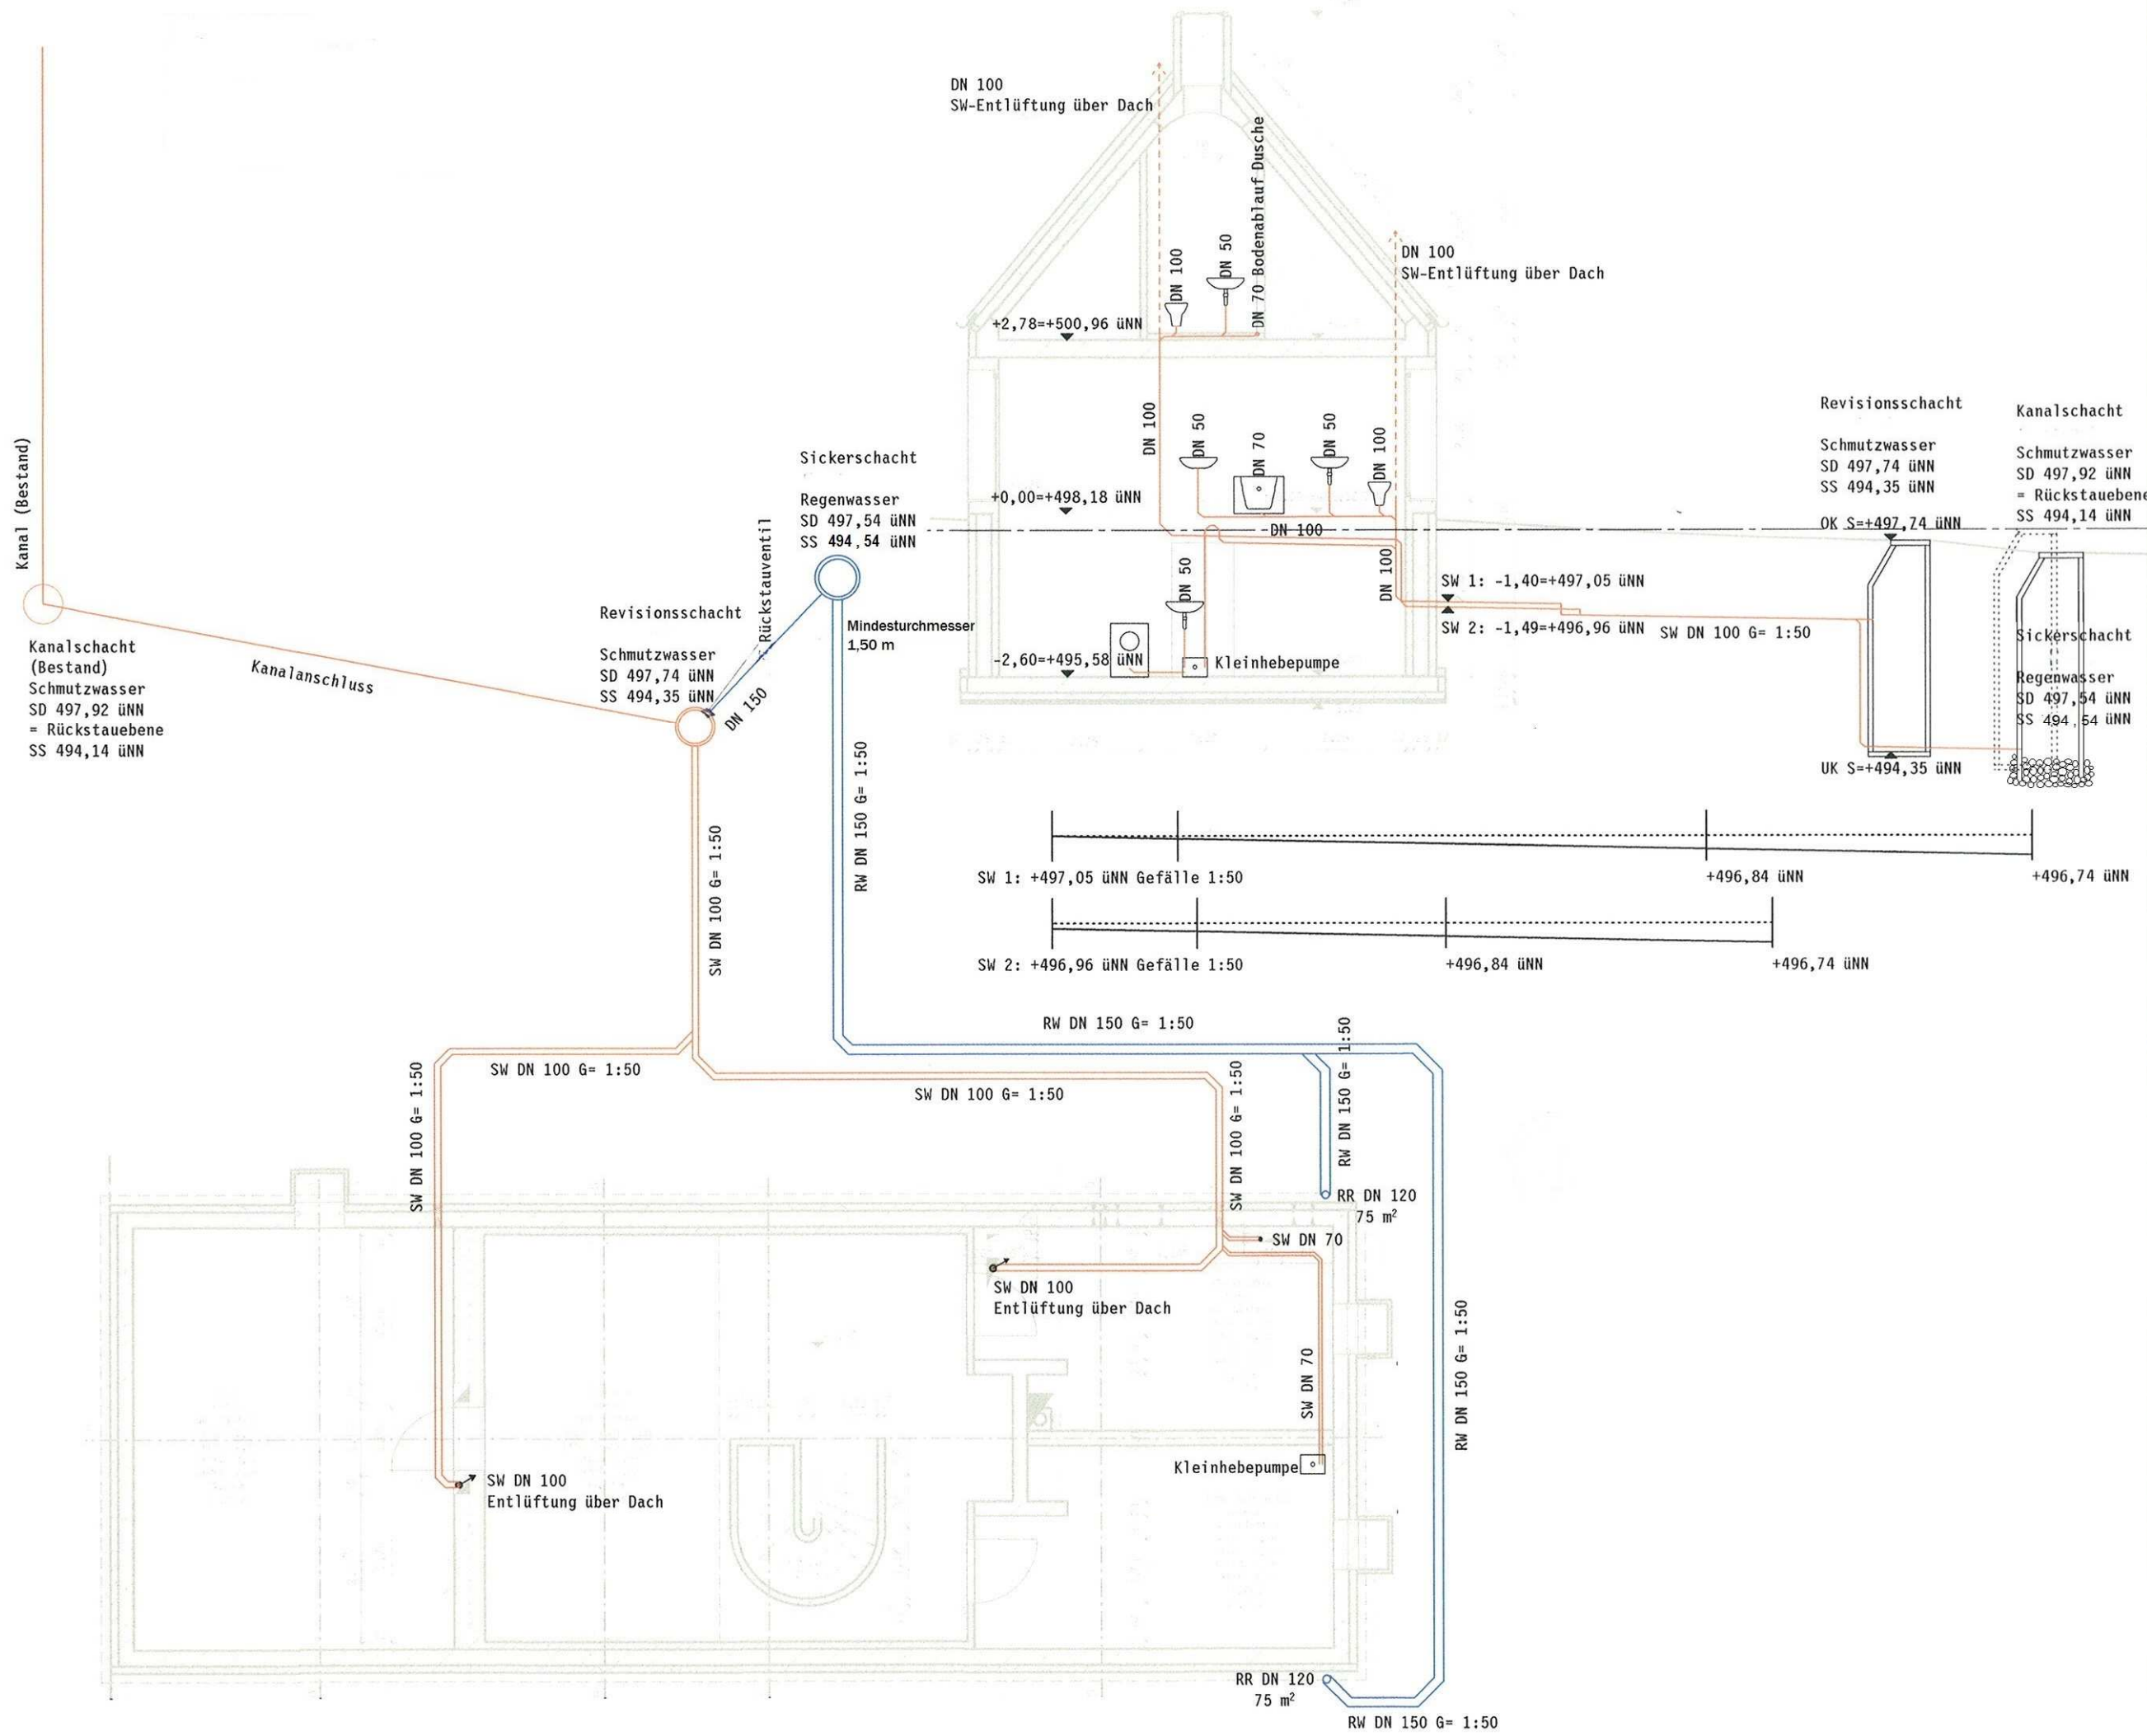 DN 100
SW-Entlüftung über Dach
DN 70 Bodenablauf Dusche
DN 100
DN 50
DN 100
SW-Entlüftung über Dach
+2,78=+500,96 üNN
DN 100
DN 50
DN 70
DN 50
DN 100
+0,00=+498,18 üNN
DN 100
DN 50
DN 100
-2,60=+495,58 üNN
Kleinhebepumpe
SW 1: -1,40=+497,05 üNN
SW 2: -1,49=+496,96 üNN
SW DN 100 G= 1:50
Revisionsschacht
Schmutzwasser
SD 497,74 üNN
SS 494,35 üNN
OK S=+497,74 üNN
UK S=+494,35 üNN
Kanalschacht
Schmutzwasser
SD 497,92 üNN
= Rückstauebene
SS 494,14 üNN
Sickerschacht
Regenwasser
SD 497,54 üNN
SS 494,54 üNN
Kanal (Bestand)
Kanalschacht
(Bestand)
Schmutzwasser
SD 497,92 üNN
= Rückstauebene
SS 494,14 üNN
Kanalanschluss
Revisionsschacht
Schmutzwasser
SD 497,74 üNN
SS 494,35 üNN
Rückstauventil
DN 150
Sickerschacht
Regenwasser
SD 497,54 üNN
SS 494,54 üNN
Mindesturchmesser
1,50 m
RW DN 150 G= 1:50
SW DN 100 G= 1:50
SW 1: +497,05 üNN Gefälle 1:50
+496,84 üNN
+496,74 üNN
SW 2: +496,96 üNN Gefälle 1:50
+496,84 üNN
+496,74 üNN
RW DN 150 G= 1:50
SW DN 100 G= 1:50
SW DN 100 G= 1:50
SW DN 100 G= 1:50
SW DN 100 G= 1:50
RW DN 150 G= 1:50
RR DN 120
75 m²
SW DN 70
SW DN 100
Entlüftung über Dach
SW DN 70
RW DN 150 G= 1:50
Kleinhebepumpe
SW DN 100
Entlüftung über Dach
RR DN 120
75 m²
RW DN 150 G= 1:50